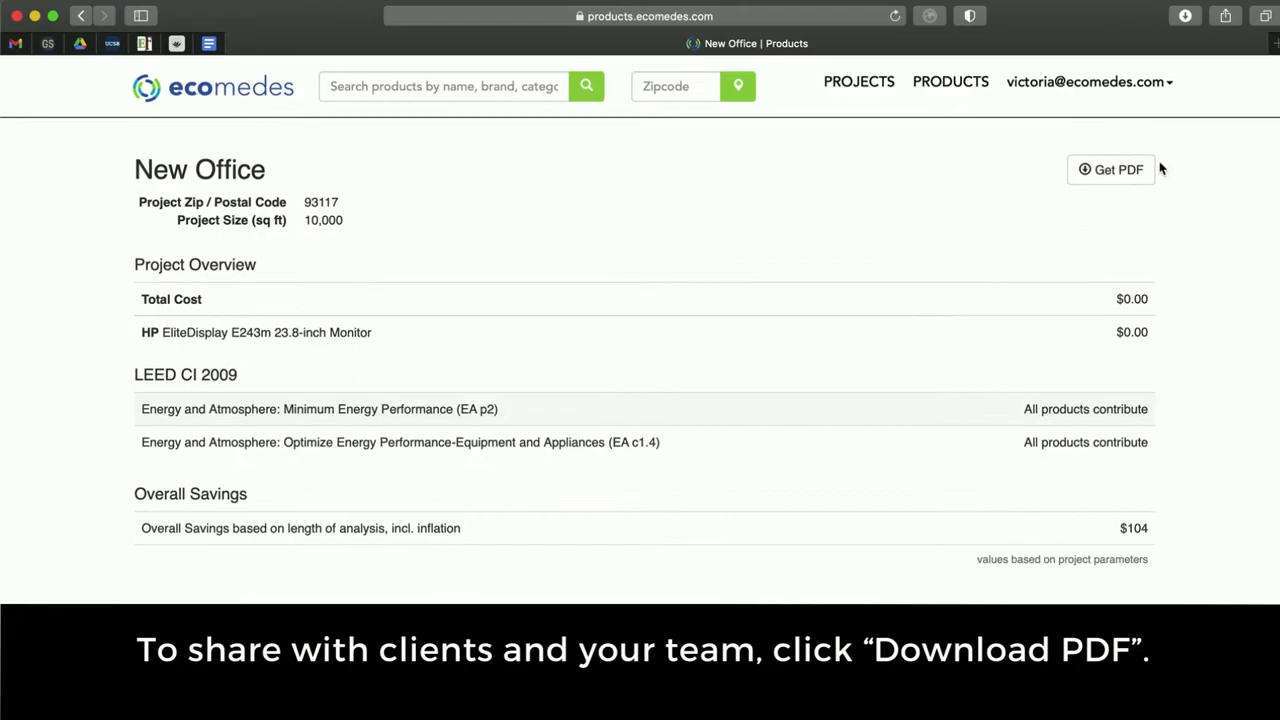 products.ecomedes.com
GS
UCSB
New Office | Products
ecomedes
Search products by name, brand, catego
Zipcode
PROJECTS
PRODUCTS
victoria@ecomedes.com
New Office
Get PDF
Project Zip / Postal Code 93117
Project Size (sq ft) 10,000
Project Overview
Total Cost $0.00
HP EliteDisplay E243m 23.8-inch Monitor $0.00
LEED CI 2009
Energy and Atmosphere: Minimum Energy Performance (EA p2) All products contribute
Energy and Atmosphere: Optimize Energy Performance-Equipment and Appliances (EA c1.4) All products contribute
Overall Savings
Overall Savings based on length of analysis, incl. inflation $104
values based on project parameters
To share with clients and your team, click “Download PDF”.